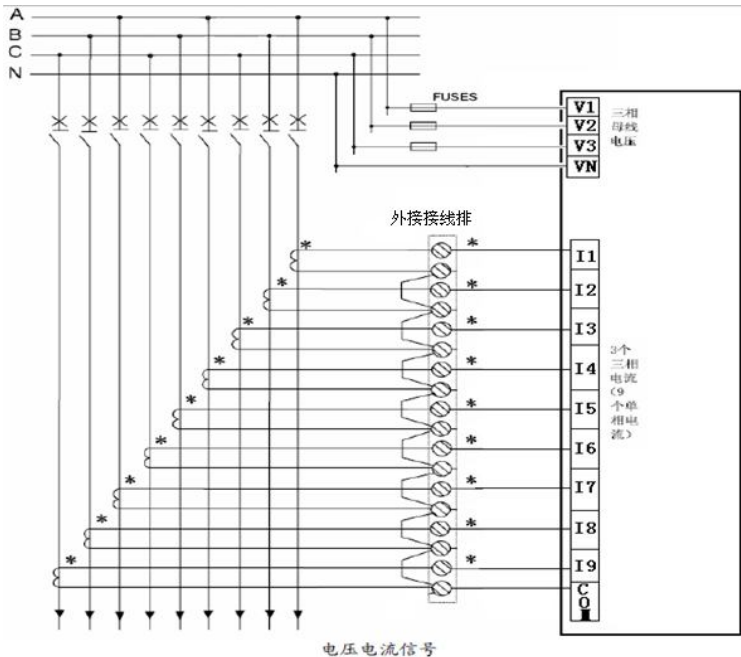 A
B
C
N
FUSES
V1
V2
V3
VN
三相
母线
电压
外接接线排
* *
I1
* *
I2
* *
I3
* *
I4
* *
I5
* *
I6
* *
I7
* *
I8
* *
I9
3个
三相
电流
(9
个单
相电
流)
C
O
M
电压电流信号